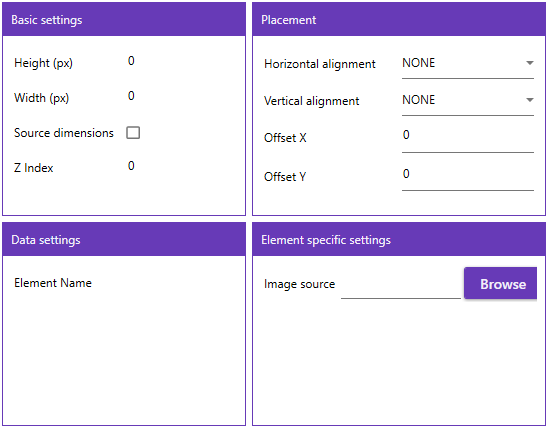 Basic settings
Height (px) 0
Width (px) 0
Source dimensions
Z Index 0
Placement
Horizontal alignment NONE
Vertical alignment NONE
Offset X 0
Offset Y 0
Data settings
Element Name
Element specific settings
Image source Browse